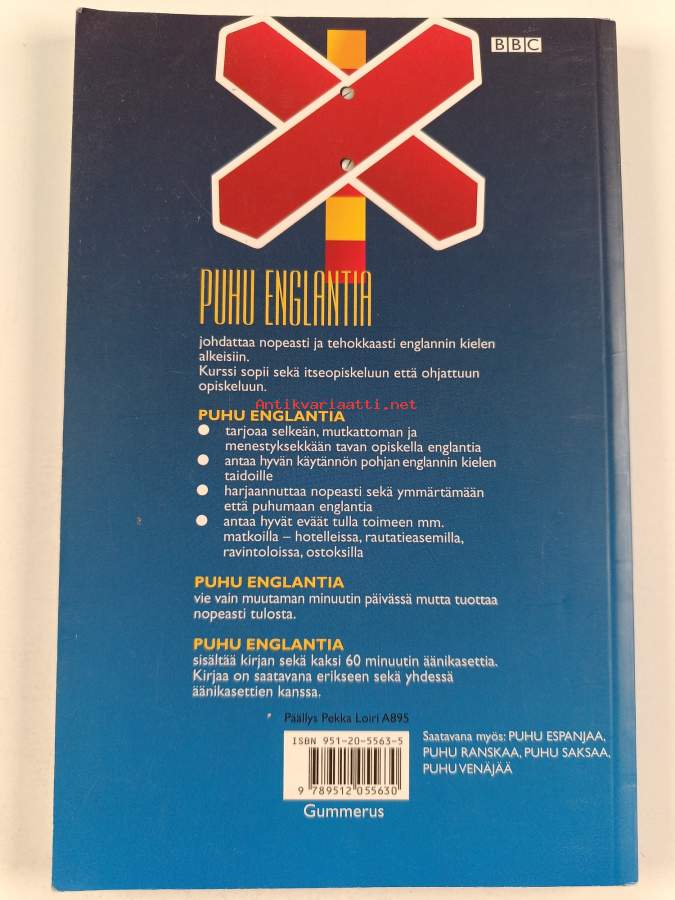 BBC
PUHU ENGLANTIA
johdattaa nopeasti ja tehokkaasti englannin kielen
alkeisiin.
Kurssi sopii sekä itseopiskeluun että ohjattuun
opiskeluun.
Antikvariaatti.net
PUHU ENGLANTIA
tarjoaa selkeän, mutkattoman ja
menestyksekkään tavan opiskella englantia
antaa hyvän käytännön pohjan englannin kielen
taidoille
harjaannuttaa nopeasti sekä ymmärtämään
että puhumaan englantia
antaa hyvät eväät tulla toimeen mm.
matkoilla – hotelleissa, rautatieasemilla,
ravintoloissa, ostoksilla
PUHU ENGLANTIA
vie vain muutaman minuutin päivässä mutta tuottaa
nopeasti tulosta.
PUHU ENGLANTIA
sisältää kirjan sekä kaksi 60 minuutin äänikasettia.
Kirjaa on saatavana erikseen sekä yhdessä
äänikasettien kanssa.
Päällys Pekka Loiri A895
ISBN 951-20-5563-5
9 789512 055630
Gummerus
Saatavana myös: PUHU ESPANJAA,
PUHU RANSKAA, PUHU SAKSAA,
PUHU VENÄJÄÄ